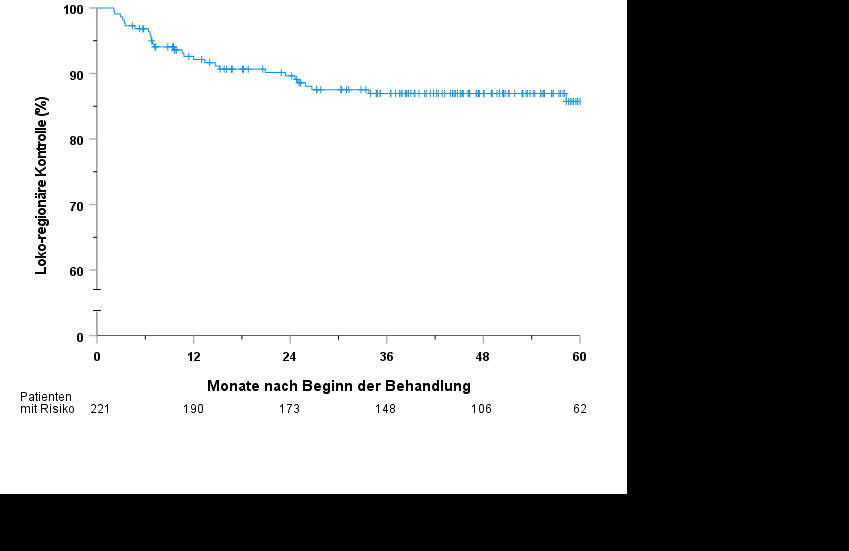 100
90
80
70
60
0
Loko-regionäre Kontrolle (%)
0 12 24 36 48 60
Monate nach Beginn der Behandlung
Patienten
mit Risiko 221 190 173 148 106 62